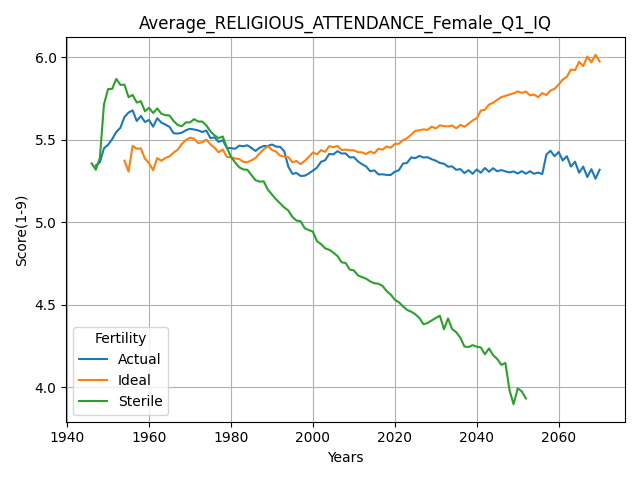 Average_RELIGIOUS_ATTENDANCE_Female_Q1_IQ
Score(1-9)
6.0
5.5
5.0
4.5
4.0
Fertility
Actual
Ideal
Sterile
1940 1960 1980 2000 2020 2040 2060
Years